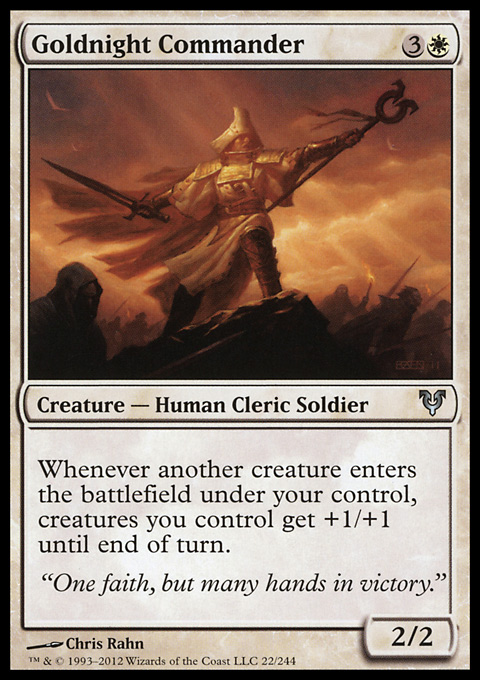 Goldnight Commander 3
Creature — Human Cleric Soldier
Whenever another creature enters
the battlefield under your control,
creatures you control get +1/+1
until end of turn.
“One faith, but many hands in victory.”
Chris Rahn
2/2
™ & © 1993–2012 Wizards of the Coast LLC 22/244